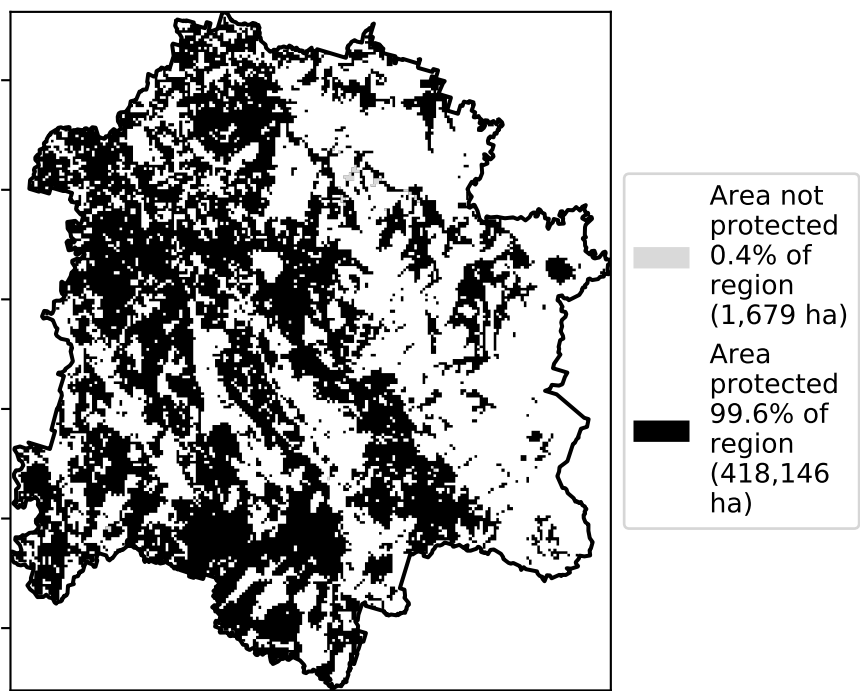 Area not
protected
0.4% of
region
(1,679 ha)
Area
protected
99.6% of
region
(418,146
ha)